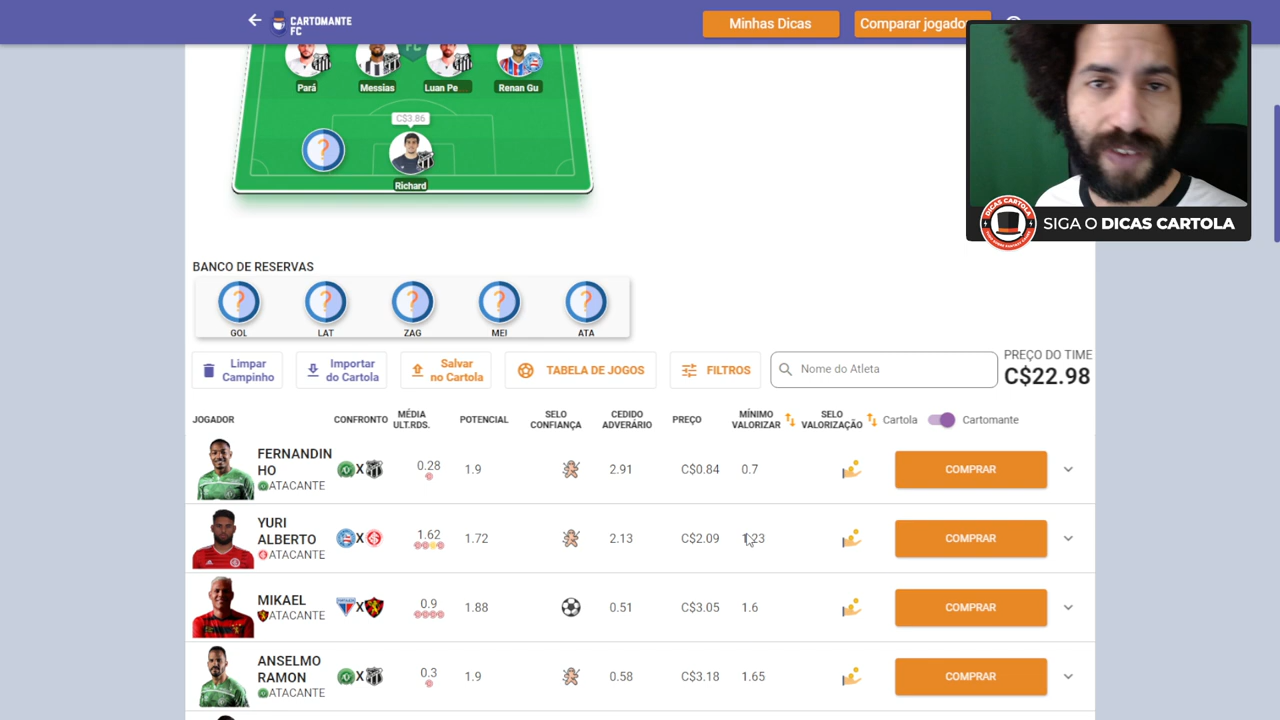 CARTOMANTE
FC
Minhas Dicas
Comparar jogado
Pará
Messias
Luan Pe
Renan Gu
C$3.86
Richard
DICAS CARTOLA
SIGA O DICAS CARTOLA
BANCO DE RESERVAS
GOL LAT ZAG MEI ATA
Limpar
Campinho
Importar
do Cartola
Salvar
no Cartola
TABELA DE JOGOS
FILTROS
Nome do Atleta
PREÇO DO TIME
C$22.98
JOGADOR
CONFRONTO
MÉDIA
ULT.RDS.
POTENCIAL
SELO
CONFIANÇA
CEDIDO
ADVERÁRIO
PREÇO
MÍNIMO
VALORIZAR
SELO
VALORIZAÇÃO
Cartola
Cartomante
FERNANDIN
HO
ATACANTE
X
0.28
1.9
2.91
C$0.84
0.7
COMPRAR
YURI
ALBERTO
ATACANTE
X
1.62
1.72
2.13
C$2.09
1.23
COMPRAR
MIKAEL
ATACANTE
X
0.9
1.88
0.51
C$3.05
1.6
COMPRAR
ANSELMO
RAMON
ATACANTE
X
0.3
1.9
0.58
C$3.18
1.65
COMPRAR